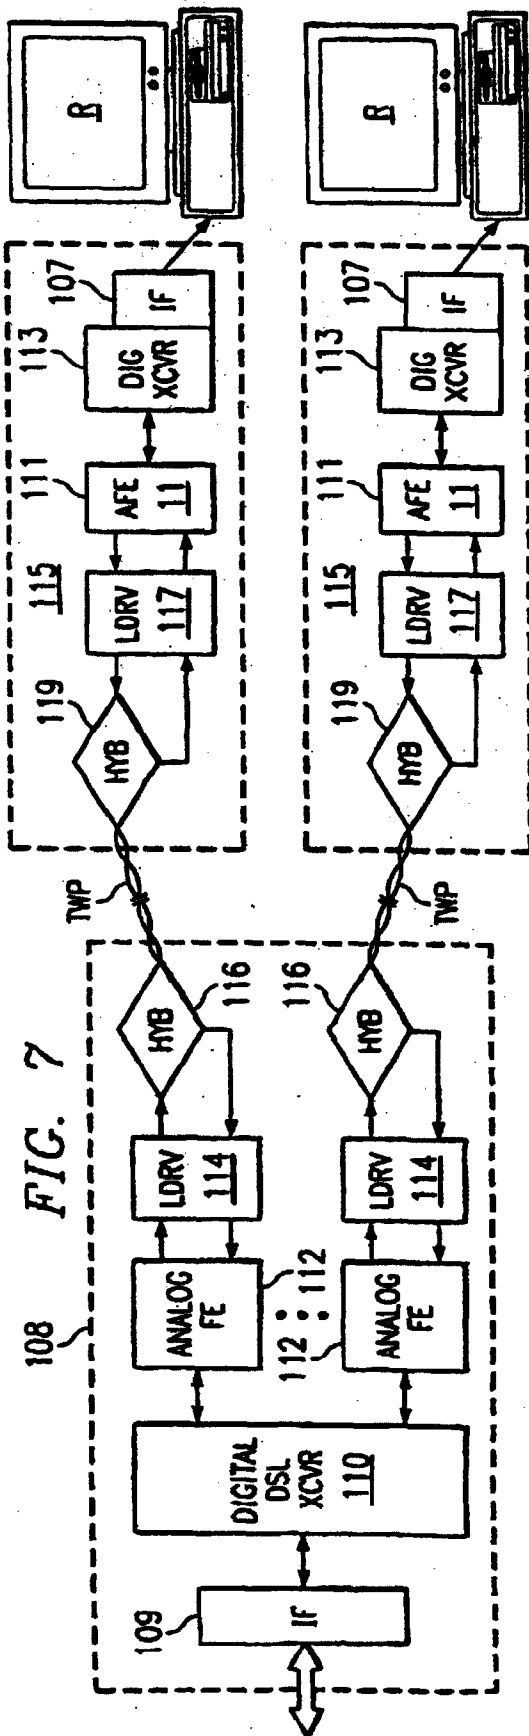 FIG. 7
108
109
IF
DIGITAL
DSL
XCVR
110
ANALOG
FE
112
112
ANALOG
FE
LDRV
114
LDRV
114
HYB
116
HYB
116
TWP
TWP
119
HYB
115
LDRV
117
111
AFE
11
113
DIG
XCVR
107
IF
R
119
HYB
115
LDRV
117
111
AFE
11
113
DIG
XCVR
107
IF
R